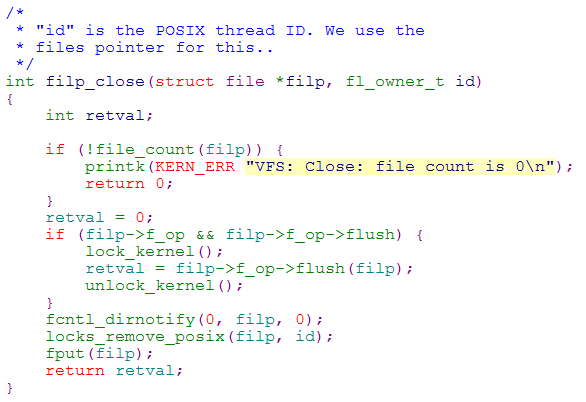 /*
 * "id" is the POSIX thread ID. We use the
 * files pointer for this..
 */
int filp_close(struct file *filp, fl_owner_t id)
{
    int retval;

    if (!file_count(filp)) {
        printk(KERN_ERR "VFS: Close: file count is 0\n");
        return 0;
    }
    retval = 0;
    if (filp->f_op && filp->f_op->flush) {
        lock_kernel();
        retval = filp->f_op->flush(filp);
        unlock_kernel();
    }
    fcntl_dirnotify(0, filp, 0);
    locks_remove_posix(filp, id);
    fput(filp);
    return retval;
}